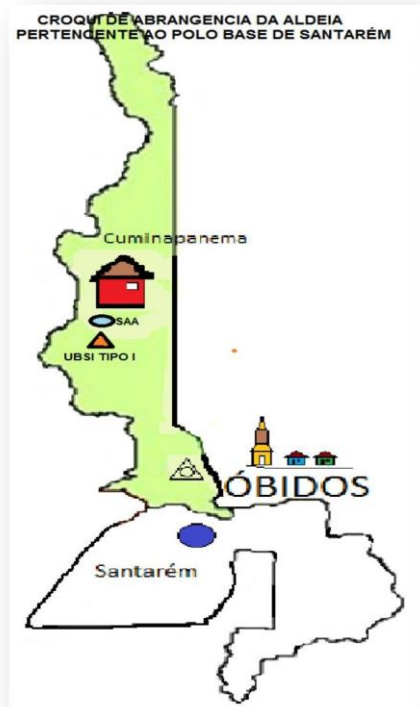 CROQUI DE ABRANGENCIA DA ALDEIA
PERTENCENTE AO POLO BASE DE SANTARÉM
Cuminapanema
SAA
UBSI TIPO I
ÓBIDOS
Santarém